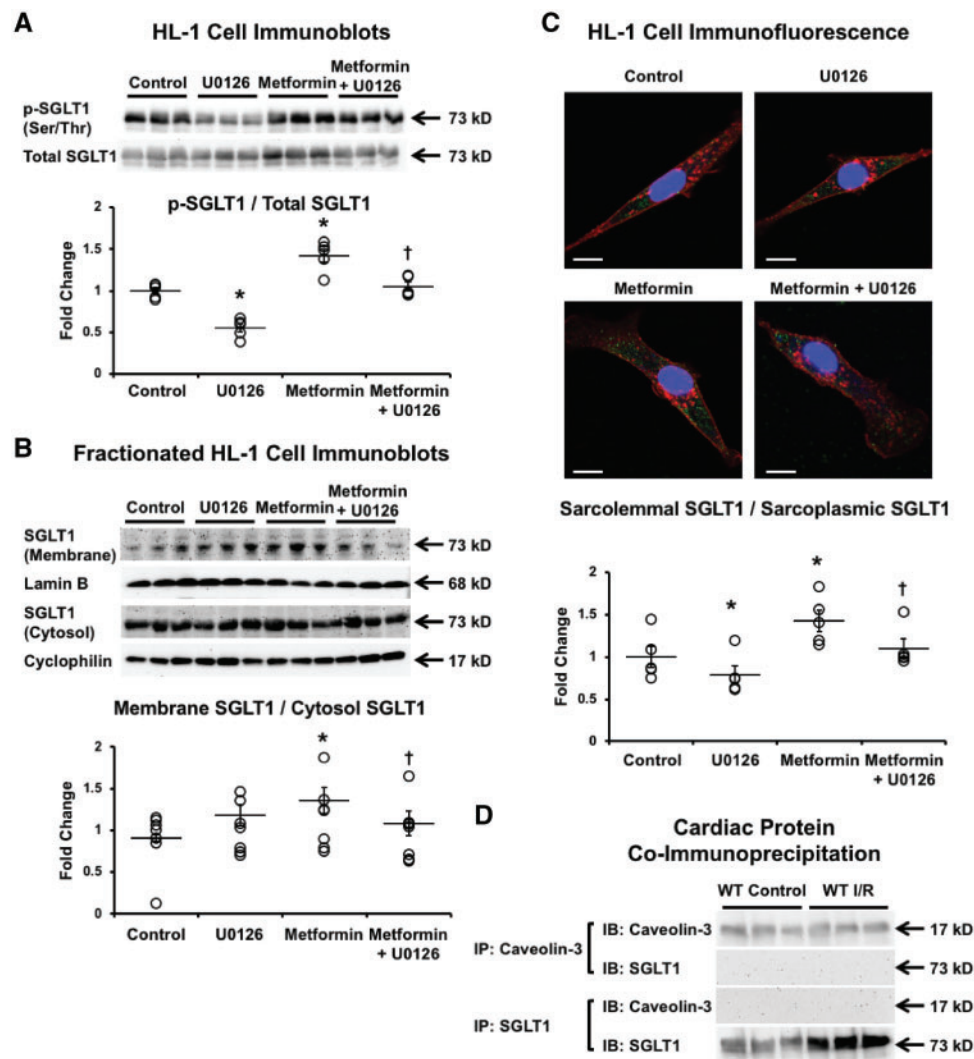 A
HL-1 Cell Immunoblots
Control U0126 Metformin Metformin + U0126
p-SGLT1 (Ser/Thr) 73 kD
Total SGLT1 73 kD
p-SGLT1 / Total SGLT1
Fold Change
2
1.5
1
0.5
0
* * †
Control U0126 Metformin Metformin + U0126
B
Fractionated HL-1 Cell Immunoblots
Control U0126 Metformin Metformin + U0126
SGLT1 (Membrane) 73 kD
Lamin B 68 kD
SGLT1 (Cytosol) 73 kD
Cyclophilin 17 kD
Membrane SGLT1 / Cytosol SGLT1
Fold Change
2
1.5
1
0.5
0
* †
Control U0126 Metformin Metformin + U0126
C
HL-1 Cell Immunofluorescence
Control U0126
Metformin Metformin + U0126
Sarcolemmal SGLT1 / Sarcoplasmic SGLT1
Fold Change
2
1.5
1
0.5
0
* * †
Control U0126 Metformin Metformin + U0126
D
Cardiac Protein
Co-Immunoprecipitation
WT Control WT I/R
IP: Caveolin-3
IB: Caveolin-3 17 kD
IB: SGLT1 73 kD
IP: SGLT1
IB: Caveolin-3 17 kD
IB: SGLT1 73 kD